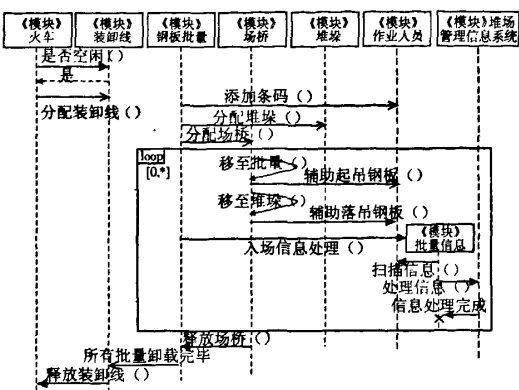 《模块》
火车
《模块》
装卸线
《模块》
钢板批量
《模块》
场桥
《模块》
堆垛
《模块》
作业人员
《模块》堆场
管理信息系统
是否空闲()
是
分配装卸线()
添加条码()
分配堆垛()
分配场桥()
loop
[0,*]
移至批量()
辅助起吊钢板()
移至堆垛()
辅助落吊钢板()
《模块》
批量信息
入场信息处理()
扫描信息()
处理信息()
信息处理完成
释放场桥()
所有批量卸载完毕
释放装卸线()